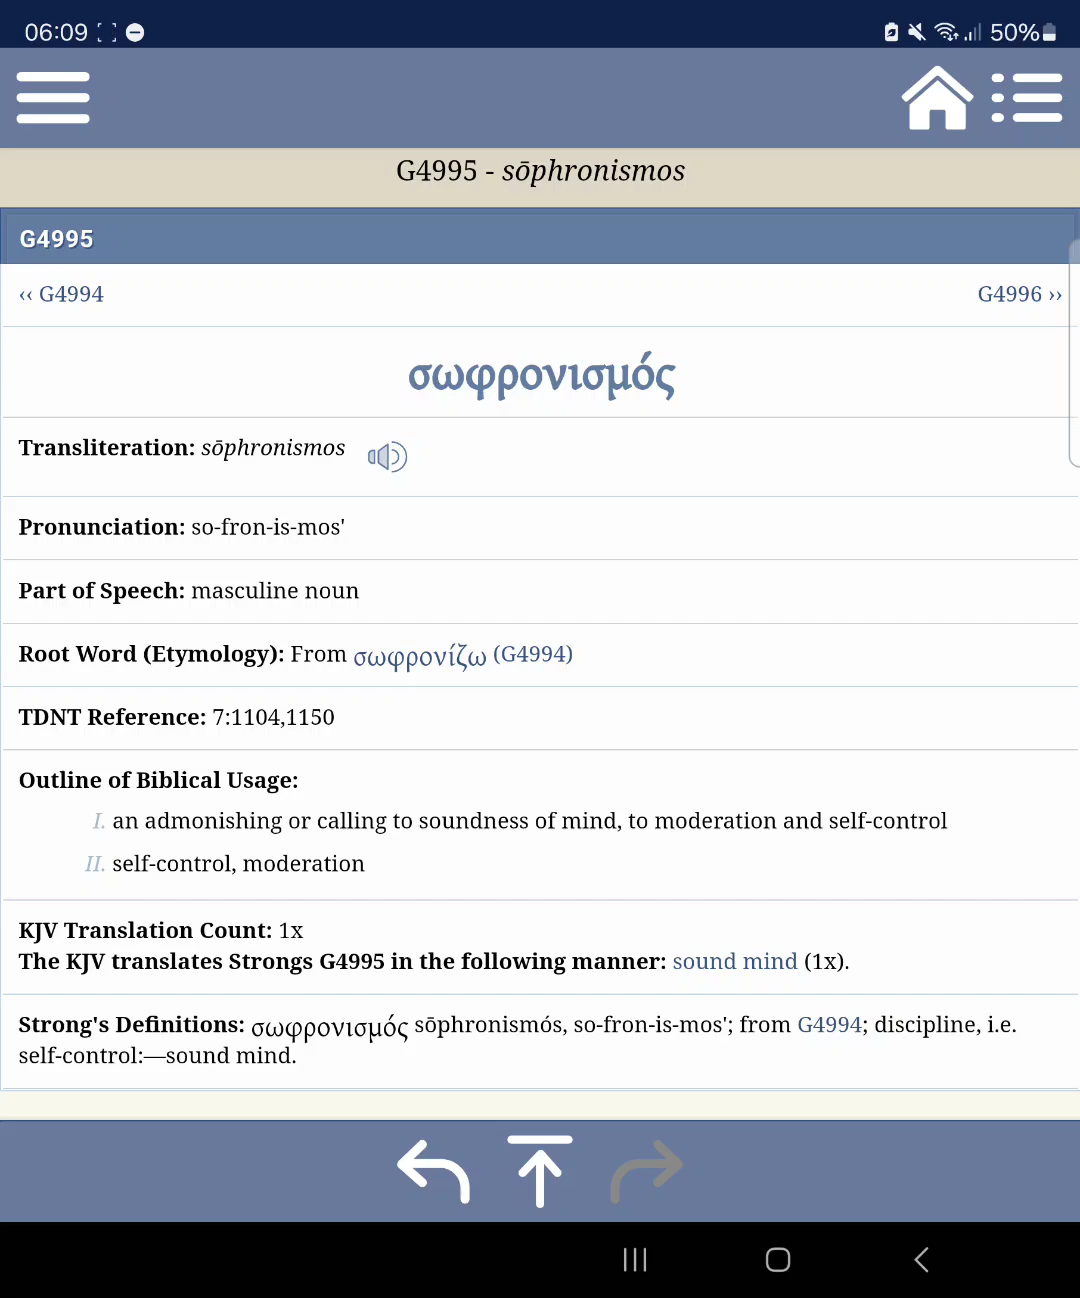 06:09 50%
G4995 - sōphronismos
G4995
‹‹ G4994 G4996 ››
σωφρονισμός
Transliteration: sōphronismos
Pronunciation: so-fron-is-mos'
Part of Speech: masculine noun
Root Word (Etymology): From σωφρονίζω (G4994)
TDNT Reference: 7:1104,1150
Outline of Biblical Usage:
I. an admonishing or calling to soundness of mind, to moderation and self-control
II. self-control, moderation
KJV Translation Count: 1x
The KJV translates Strongs G4995 in the following manner: sound mind (1x).
Strong's Definitions: σωφρονισμός sōphronismós, so-fron-is-mos'; from G4994; discipline, i.e.
self-control:—sound mind.